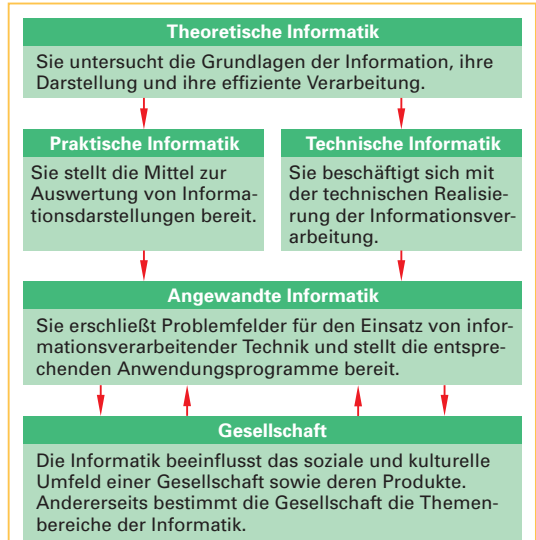 Theoretische Informatik
Sie untersucht die Grundlagen der Information, ihre
Darstellung und ihre effiziente Verarbeitung.
Praktische Informatik
Sie stellt die Mittel zur
Auswertung von Informa-
tionsdarstellungen bereit.
Technische Informatik
Sie beschäftigt sich mit
der technischen Realisie-
rung der Informationsver-
arbeitung.
Angewandte Informatik
Sie erschließt Problemfelder für den Einsatz von infor-
mationsverarbeitender Technik und stellt die entspre-
chenden Anwendungsprogramme bereit.
Gesellschaft
Die Informatik beeinflusst das soziale und kulturelle
Umfeld einer Gesellschaft sowie deren Produkte.
Andererseits bestimmt die Gesellschaft die Themen-
bereiche der Informatik.